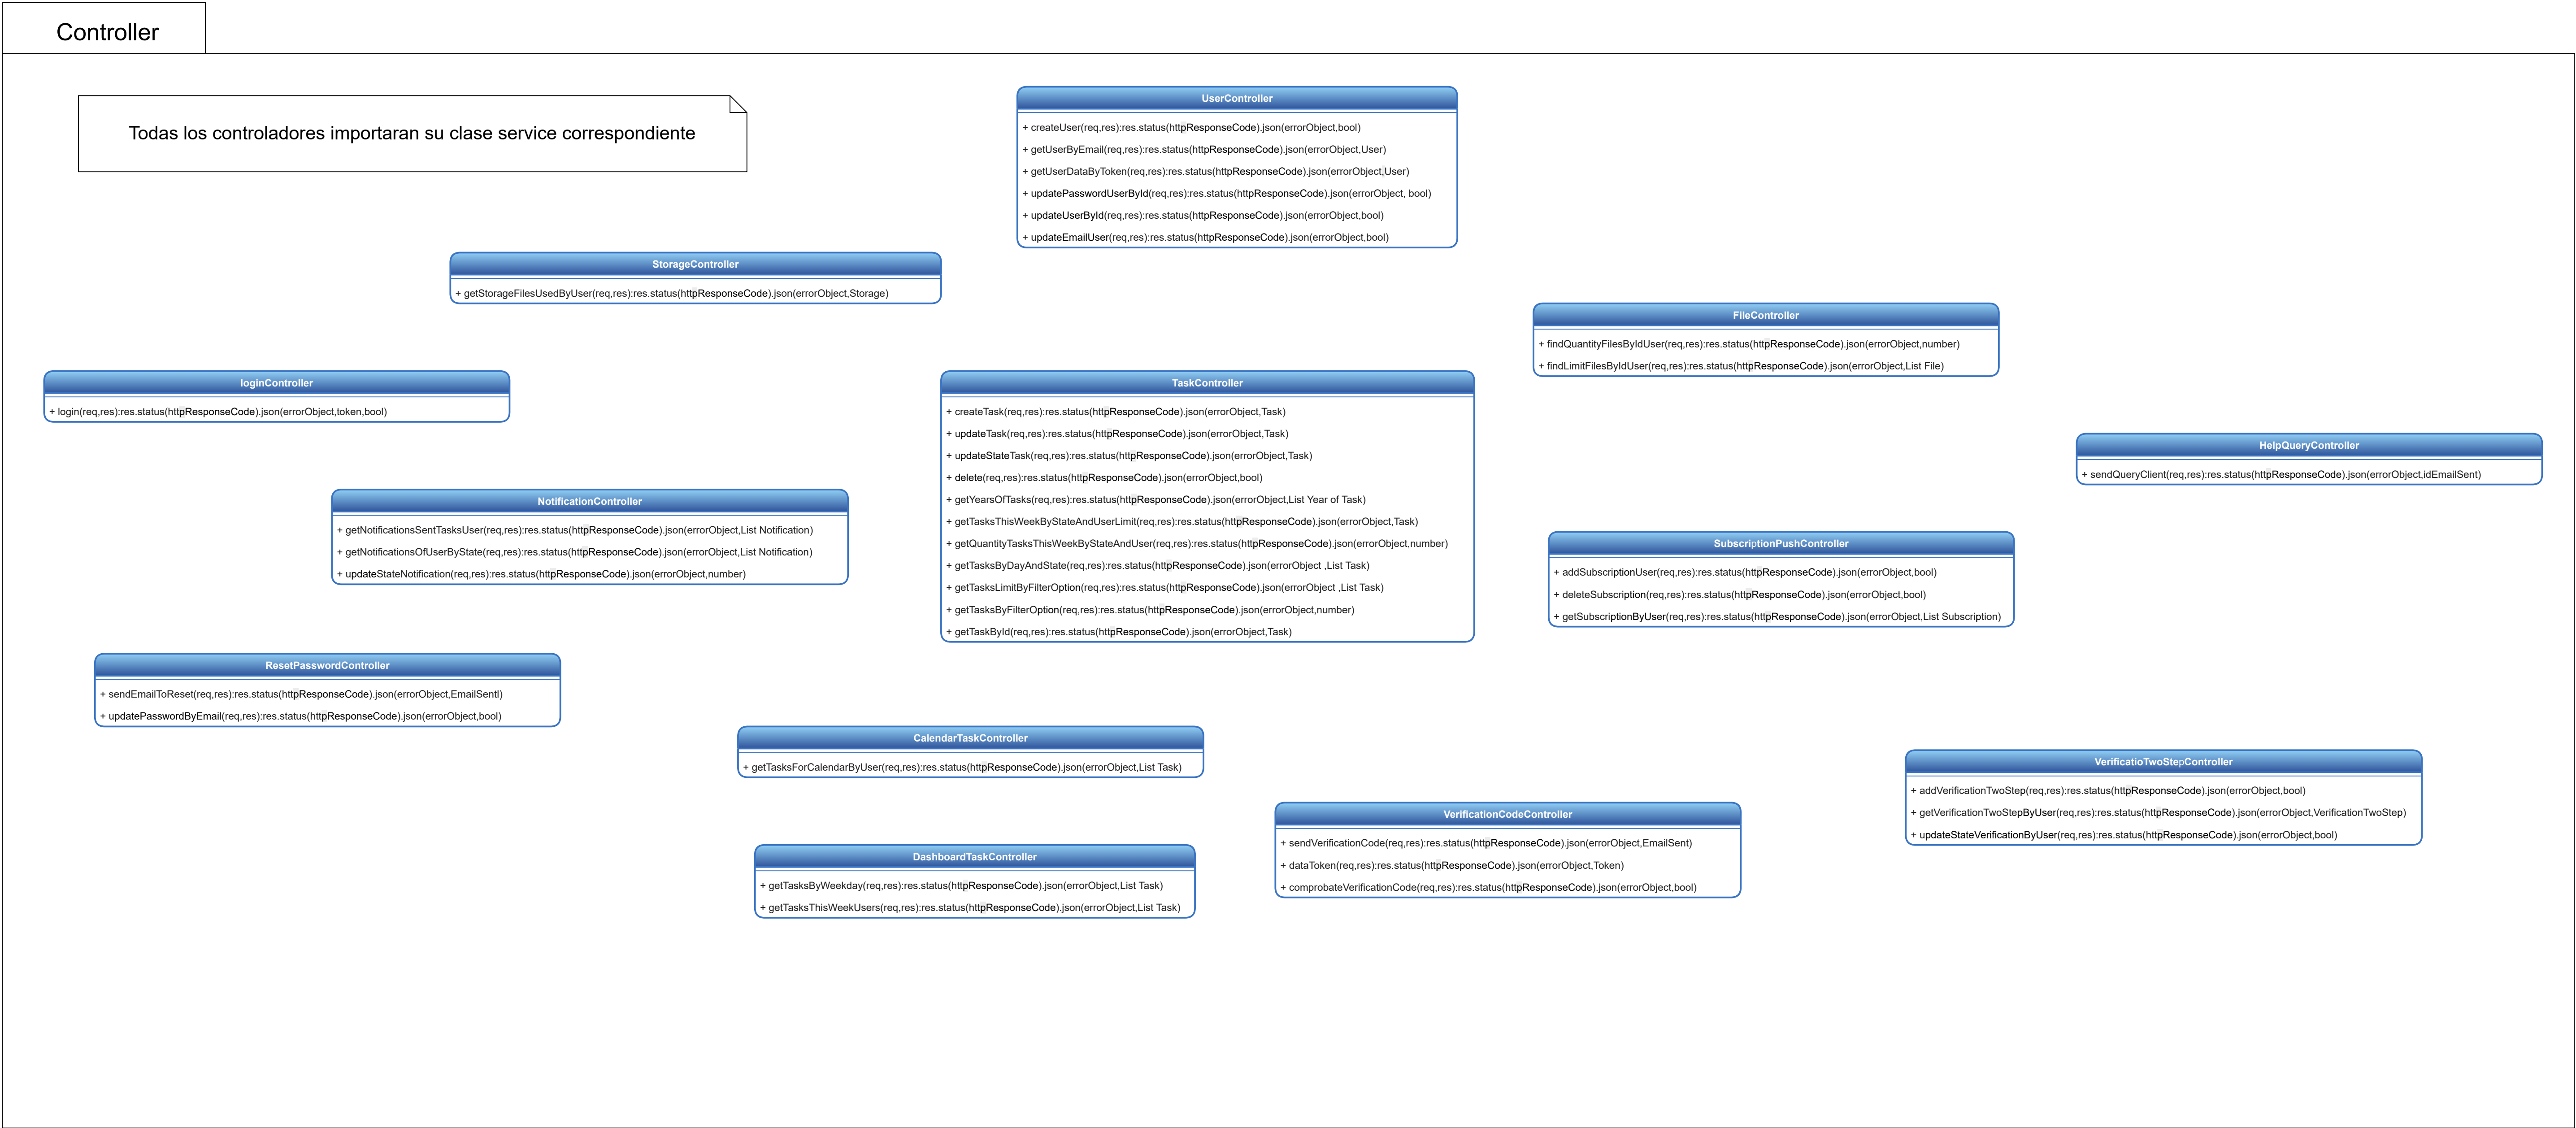 Controller
Todas los controladores importaran su clase service correspondiente
UserController
+ createUser(req,res):res.status(httpResponseCode).json(errorObject,bool)
+ getUserByEmail(req,res):res.status(httpResponseCode).json(errorObject,User)
+ getUserDataByToken(req,res):res.status(httpResponseCode).json(errorObject,User)
+ updatePasswordUserById(req,res):res.status(httpResponseCode).json(errorObject, bool)
+ updateUserById(req,res):res.status(httpResponseCode).json(errorObject,bool)
+ updateEmailUser(req,res):res.status(httpResponseCode).json(errorObject,bool)
StorageController
+ getStorageFilesUsedByUser(req,res):res.status(httpResponseCode).json(errorObject,Storage)
FileController
+ findQuantityFilesByIdUser(req,res):res.status(httpResponseCode).json(errorObject,number)
+ findLimitFilesByIdUser(req,res):res.status(httpResponseCode).json(errorObject,List File)
loginController
+ login(req,res):res.status(httpResponseCode).json(errorObject,token,bool)
TaskController
+ createTask(req,res):res.status(httpResponseCode).json(errorObject,Task)
+ updateTask(req,res):res.status(httpResponseCode).json(errorObject,Task)
+ updateStateTask(req,res):res.status(httpResponseCode).json(errorObject,Task)
+ delete(req,res):res.status(httpResponseCode).json(errorObject,bool)
+ getYearsOfTasks(req,res):res.status(httpResponseCode).json(errorObject,List Year of Task)
+ getTasksThisWeekByStateAndUserLimit(req,res):res.status(httpResponseCode).json(errorObject,Task)
+ getQuantityTasksThisWeekByStateAndUser(req,res):res.status(httpResponseCode).json(errorObject,number)
+ getTasksByDayAndState(req,res):res.status(httpResponseCode).json(errorObject ,List Task)
+ getTasksLimitByFilterOption(req,res):res.status(httpResponseCode).json(errorObject ,List Task)
+ getTasksByFilterOption(req,res):res.status(httpResponseCode).json(errorObject,number)
+ getTaskById(req,res):res.status(httpResponseCode).json(errorObject,Task)
HelpQueryController
+ sendQueryClient(req,res):res.status(httpResponseCode).json(errorObject,idEmailSent)
NotificationController
+ getNotificationsSentTasksUser(req,res):res.status(httpResponseCode).json(errorObject,List Notification)
+ getNotificationsOfUserByState(req,res):res.status(httpResponseCode).json(errorObject,List Notification)
+ updateStateNotification(req,res):res.status(httpResponseCode).json(errorObject,number)
SubscriptionPushController
+ addSubscriptionUser(req,res):res.status(httpResponseCode).json(errorObject,bool)
+ deleteSubscription(req,res):res.status(httpResponseCode).json(errorObject,bool)
+ getSubscriptionByUser(req,res):res.status(httpResponseCode).json(errorObject,List Subscription)
ResetPasswordController
+ sendEmailToReset(req,res):res.status(httpResponseCode).json(errorObject,EmailSentl)
+ updatePasswordByEmail(req,res):res.status(httpResponseCode).json(errorObject,bool)
CalendarTaskController
+ getTasksForCalendarByUser(req,res):res.status(httpResponseCode).json(errorObject,List Task)
VerificatioTwoStepController
+ addVerificationTwoStep(req,res):res.status(httpResponseCode).json(errorObject,bool)
+ getVerificationTwoStepByUser(req,res):res.status(httpResponseCode).json(errorObject,VerificationTwoStep)
+ updateStateVerificationByUser(req,res):res.status(httpResponseCode).json(errorObject,bool)
VerificationCodeController
+ sendVerificationCode(req,res):res.status(httpResponseCode).json(errorObject,EmailSent)
+ dataToken(req,res):res.status(httpResponseCode).json(errorObject,Token)
+ comprobateVerificationCode(req,res):res.status(httpResponseCode).json(errorObject,bool)
DashboardTaskController
+ getTasksByWeekday(req,res):res.status(httpResponseCode).json(errorObject,List Task)
+ getTasksThisWeekUsers(req,res):res.status(httpResponseCode).json(errorObject,List Task)